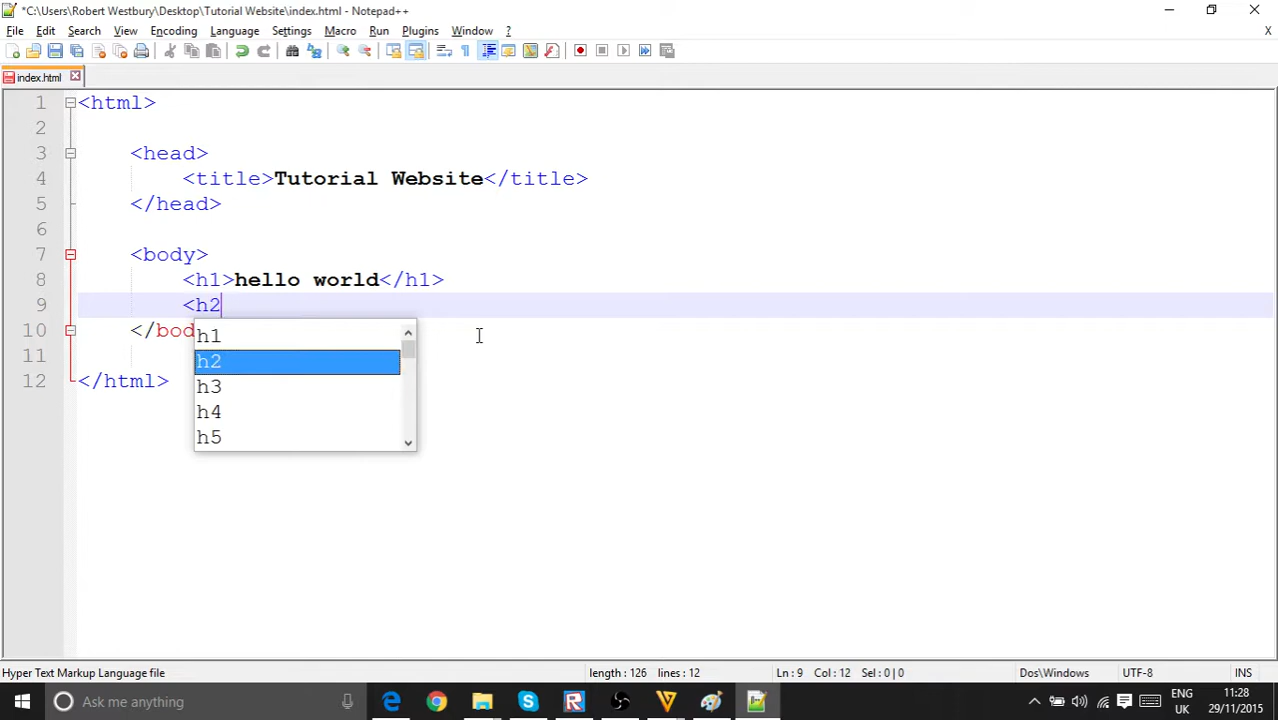 *C:\Users\Robert Westbury\Desktop\Tutorial Website\index.html - Notepad++
File Edit Search View Encoding Language Settings Macro Run Plugins Window ? X
index.html
1 <html>
2
3 <head>
4 <title>Tutorial Website</title>
5 </head>
6
7 <body>
8 <h1>hello world</h1>
9 <h2
10 </bod
11
12 </html>
h1
h2
h3
h4
h5
Hyper Text Markup Language file length : 126 lines : 12 Ln : 9 Col : 12 Sel : 0 | 0 Dos\Windows UTF-8 INS
Ask me anything
ENG 11:28
UK 29/11/2015